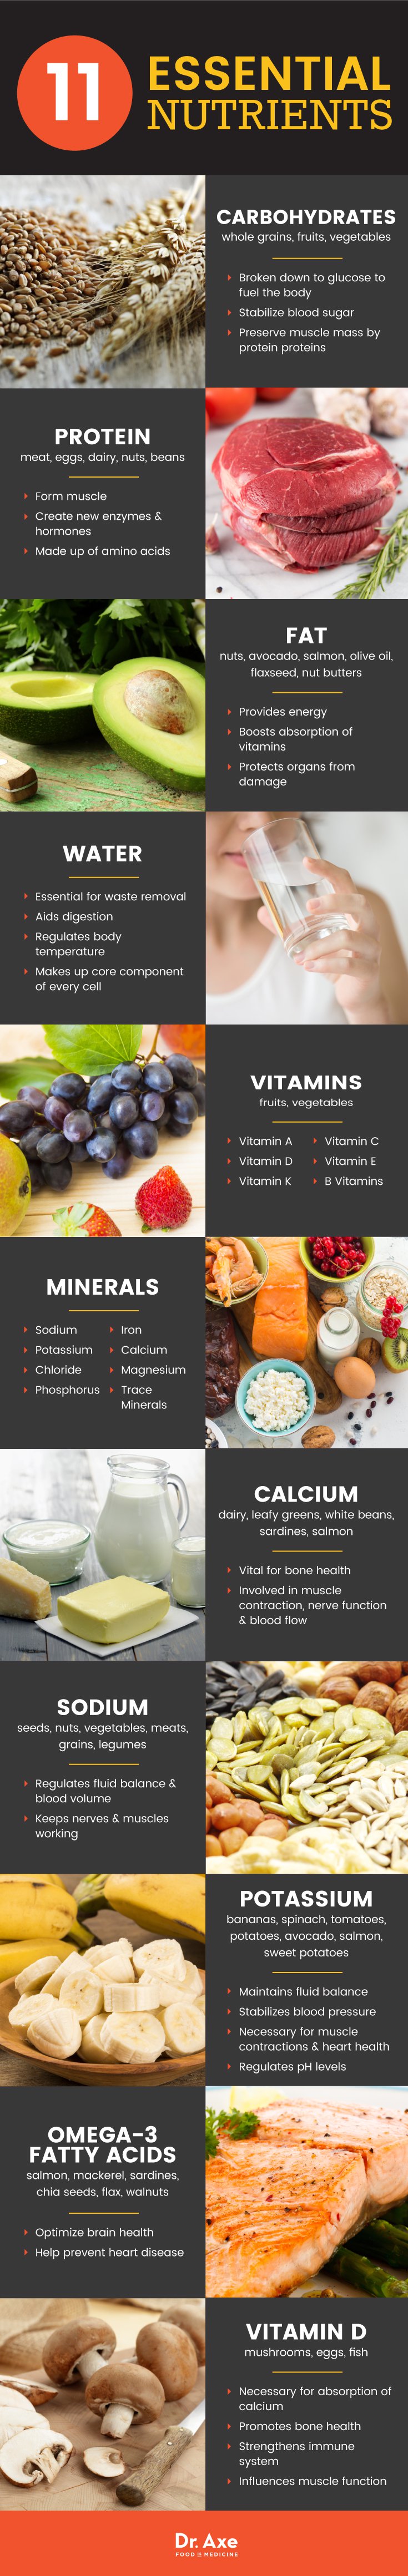 11
ESSENTIAL
NUTRIENTS
CARBOHYDRATES
whole grains, fruits, vegetables
Broken down to glucose to
fuel the body
Stabilize blood sugar
Preserve muscle mass by
protein proteins
PROTEIN
meat, eggs, dairy, nuts, beans
Form muscle
Create new enzymes &
hormones
Made up of amino acids
FAT
nuts, avocado, salmon, olive oil,
flaxseed, nut butters
Provides energy
Boosts absorption of
vitamins
Protects organs from
damage
WATER
Essential for waste removal
Aids digestion
Regulates body
temperature
Makes up core component
of every cell
VITAMINS
fruits, vegetables
Vitamin A
Vitamin D
Vitamin K
Vitamin C
Vitamin E
B Vitamins
MINERALS
Sodium
Potassium
Chloride
Phosphorus
Iron
Calcium
Magnesium
Trace
Minerals
CALCIUM
dairy, leafy greens, white beans,
sardines, salmon
Vital for bone health
Involved in muscle
contraction, nerve function
& blood flow
SODIUM
seeds, nuts, vegetables, meats,
grains, legumes
Regulates fluid balance &
blood volume
Keeps nerves & muscles
working
POTASSIUM
bananas, spinach, tomatoes,
potatoes, avocado, salmon,
sweet potatoes
Maintains fluid balance
Stabilizes blood pressure
Necessary for muscle
contractions & heart health
Regulates pH levels
OMEGA-3
FATTY ACIDS
salmon, mackerel, sardines,
chia seeds, flax, walnuts
Optimize brain health
Help prevent heart disease
VITAMIN D
mushrooms, eggs, fish
Necessary for absorption of
calcium
Promotes bone health
Strengthens immune
system
Influences muscle function
Dr. Axe
FOOD IS MEDICINE